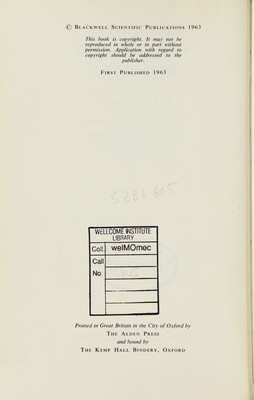 © Blackwell Scientific Publications 1963
This book is copyright. It may not be
reproduced in whole or in part without
permission. Application with regard to
copyright should be addressed to the
publisher.
First Published 1963
5281605
WELLCOME INSTITUTE
LIBRARY
Coll. welMOmec
Call
No.
Printed in Great Britain in the City of Oxford by
The Alden Press
and bound by
The Kemp Hall Bindery, Oxford